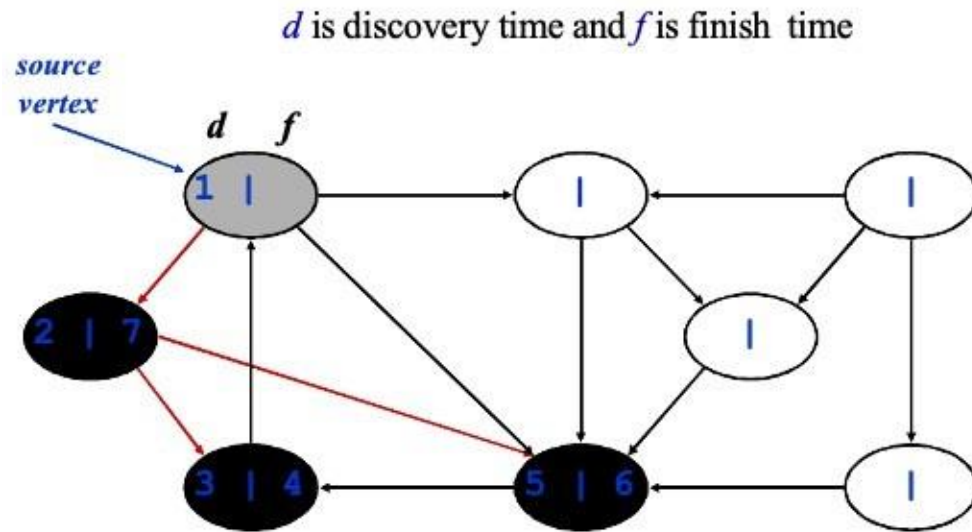 d is discovery time and f is finish time
source
vertex
d f
1 |
|
|
2 | 7
|
3 | 4
5 | 6
|